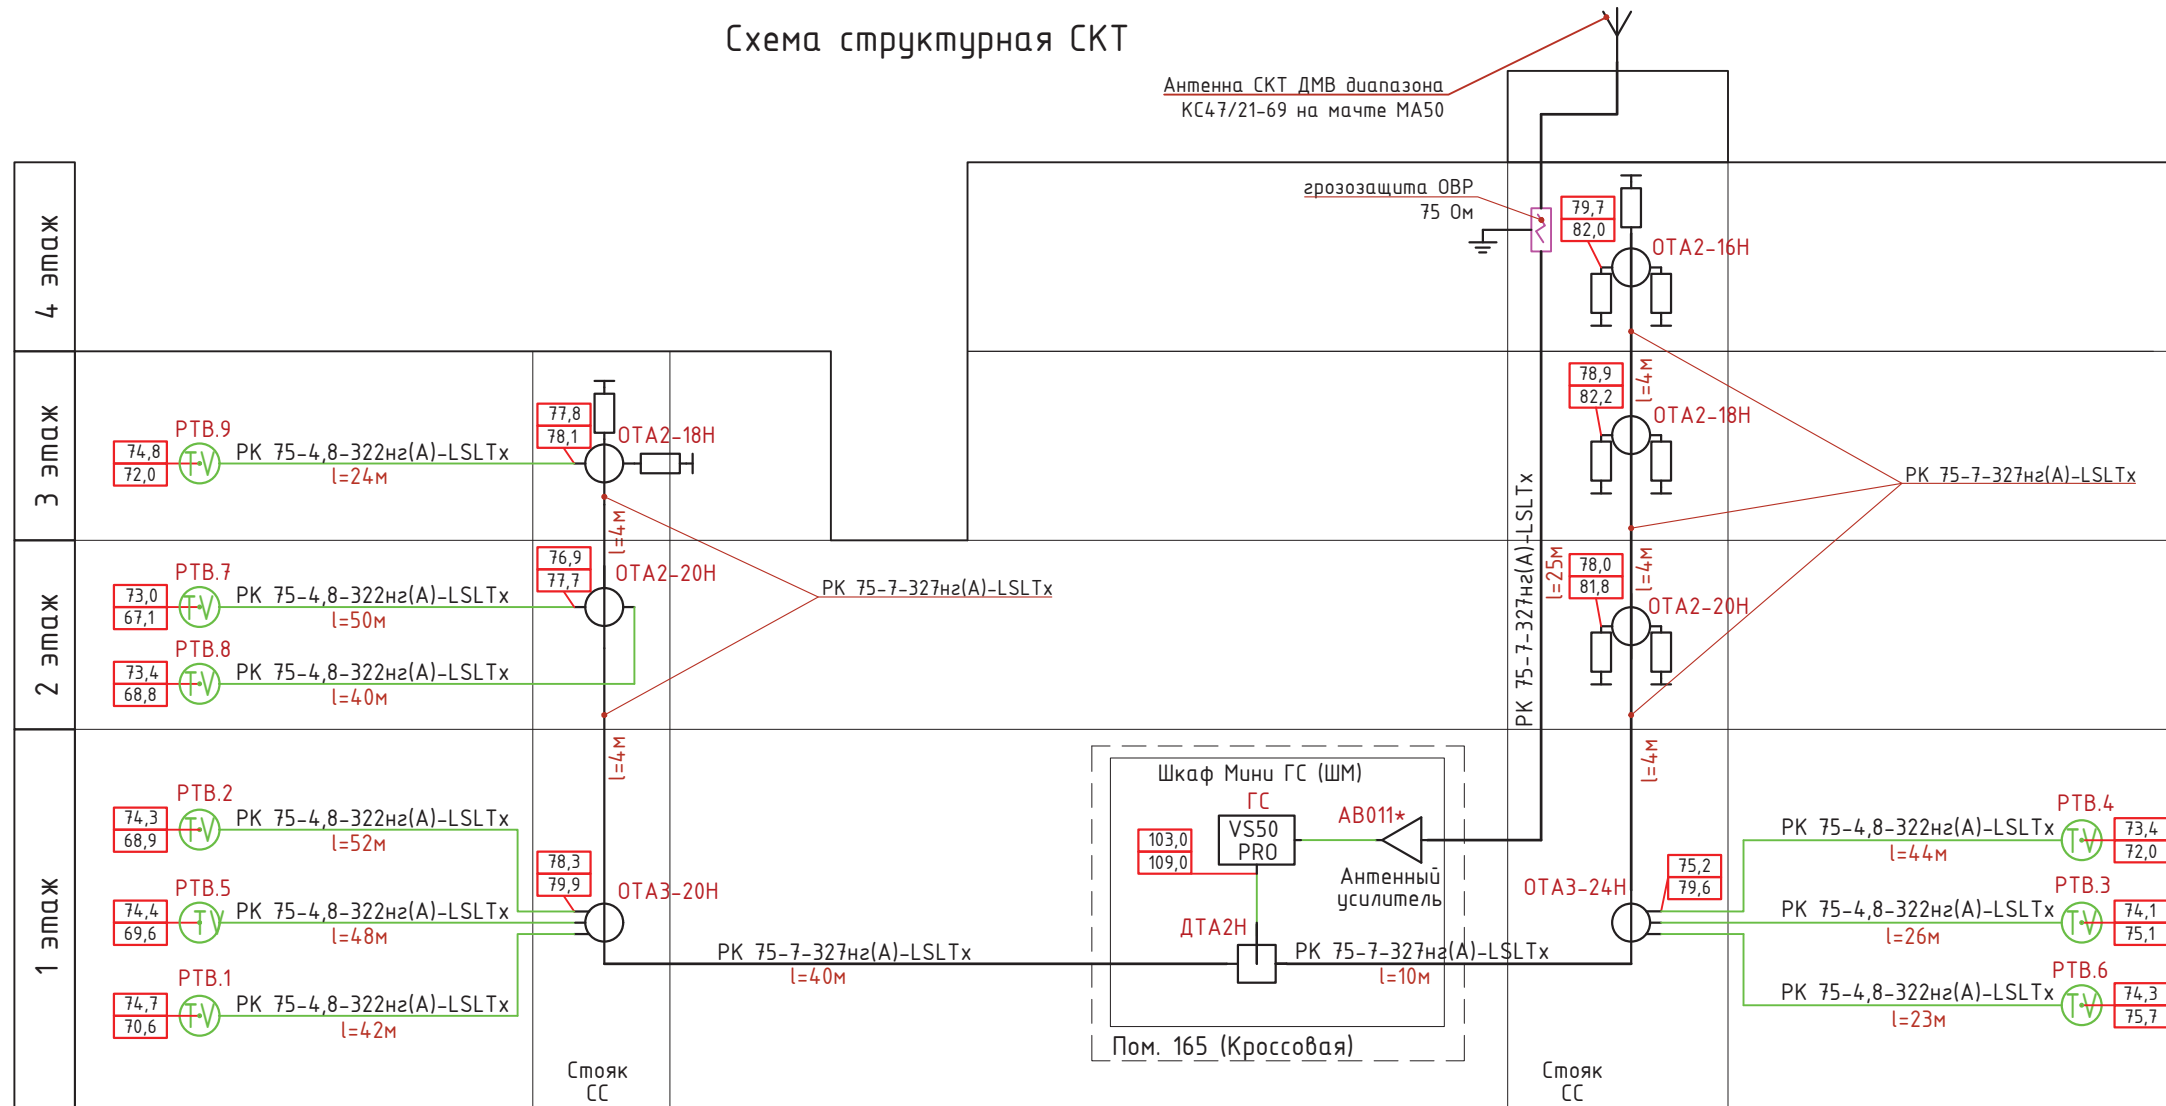 Схема структурная СКТ
Антенна СКТ ДМВ диапазона
КС47/21-69 на мачте МА50
4 этаж
грозозащита ОВР
75 Ом
79,7
82,0
ОТА2-16Н
3 этаж
РТВ.9
74,8
72,0
TV
РК 75-4,8-322нг(А)-LSLTx
l=24м
77,8
78,1
ОТА2-18Н
l=4м
78,9
82,2
l=4м
ОТА2-18Н
РК 75-7-327нг(А)-LSLTx
РК 75-7-327нг(А)-LSLTx
l=25м
2 этаж
РТВ.7
73,0
67,1
TV
РК 75-4,8-322нг(А)-LSLTx
l=50м
РТВ.8
73,4
68,8
TV
РК 75-4,8-322нг(А)-LSLTx
l=40м
76,9
77,7
ОТА2-20Н
РК 75-7-327нг(А)-LSLTx
78,0
81,8
l=4м
ОТА2-20Н
1 этаж
l=4м
l=4м
РТВ.2
74,3
68,9
TV
РК 75-4,8-322нг(А)-LSLTx
l=52м
РТВ.5
74,4
69,6
TV
РК 75-4,8-322нг(А)-LSLTx
l=48м
РТВ.1
74,7
70,6
TV
РК 75-4,8-322нг(А)-LSLTx
l=42м
78,3
79,9
ОТА3-20Н
РК 75-7-327нг(А)-LSLTx
l=40м
Шкаф Мини ГС (ШМ)
ГС
VS50
PRO
103,0
109,0
АВ011*
Антенный
усилитель
ДТА2Н
РК 75-7-327нг(А)-LSLTx
l=10м
Пом. 165 (Кроссовая)
ОТА3-24Н
75,2
79,6
РК 75-4,8-322нг(А)-LSLTx
l=44м
РТВ.4
TV
73,4
72,0
РК 75-4,8-322нг(А)-LSLTx
l=26м
РТВ.3
TV
74,1
75,1
РК 75-4,8-322нг(А)-LSLTx
l=23м
РТВ.6
TV
74,3
75,7
Стояк
СС
Стояк
СС